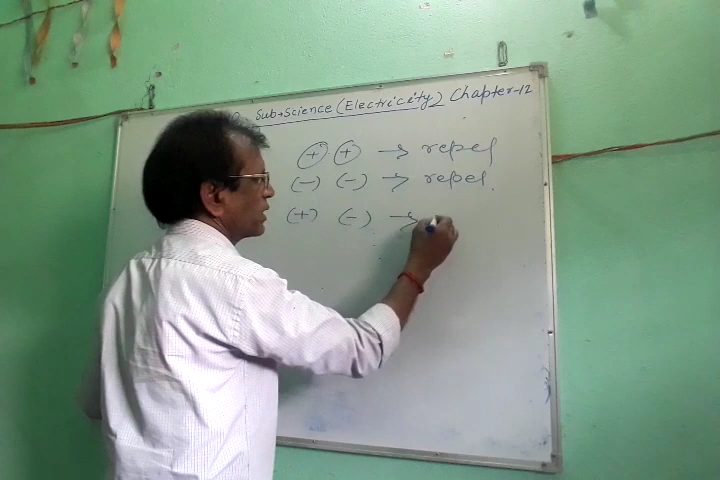 Sub→Science (Electricity) Chapter-12
(+) (+) → repel
(-) (-) → repel.
(+) (-) →